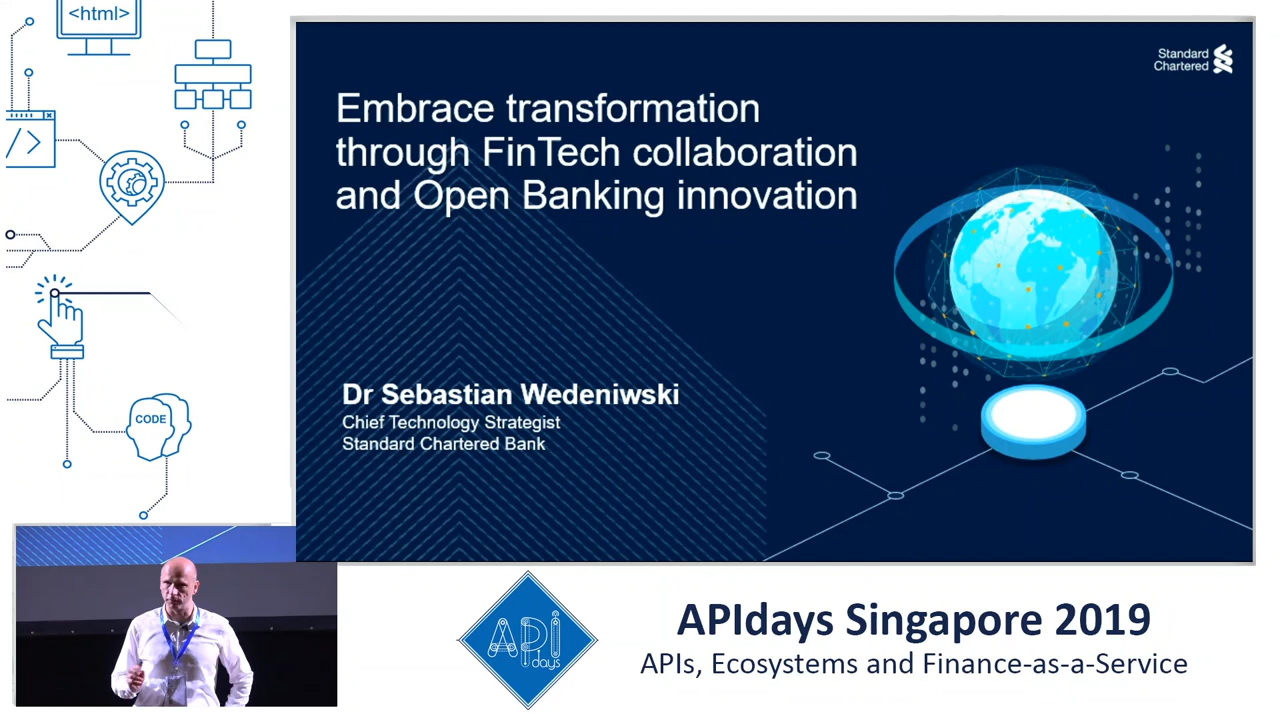 <html>
Standard
Chartered
Embrace transformation
through FinTech collaboration
and Open Banking innovation
</>
Dr Sebastian Wedeniwski
Chief Technology Strategist
Standard Chartered Bank
CODE
API
days
APIdays Singapore 2019
APIs, Ecosystems and Finance-as-a-Service